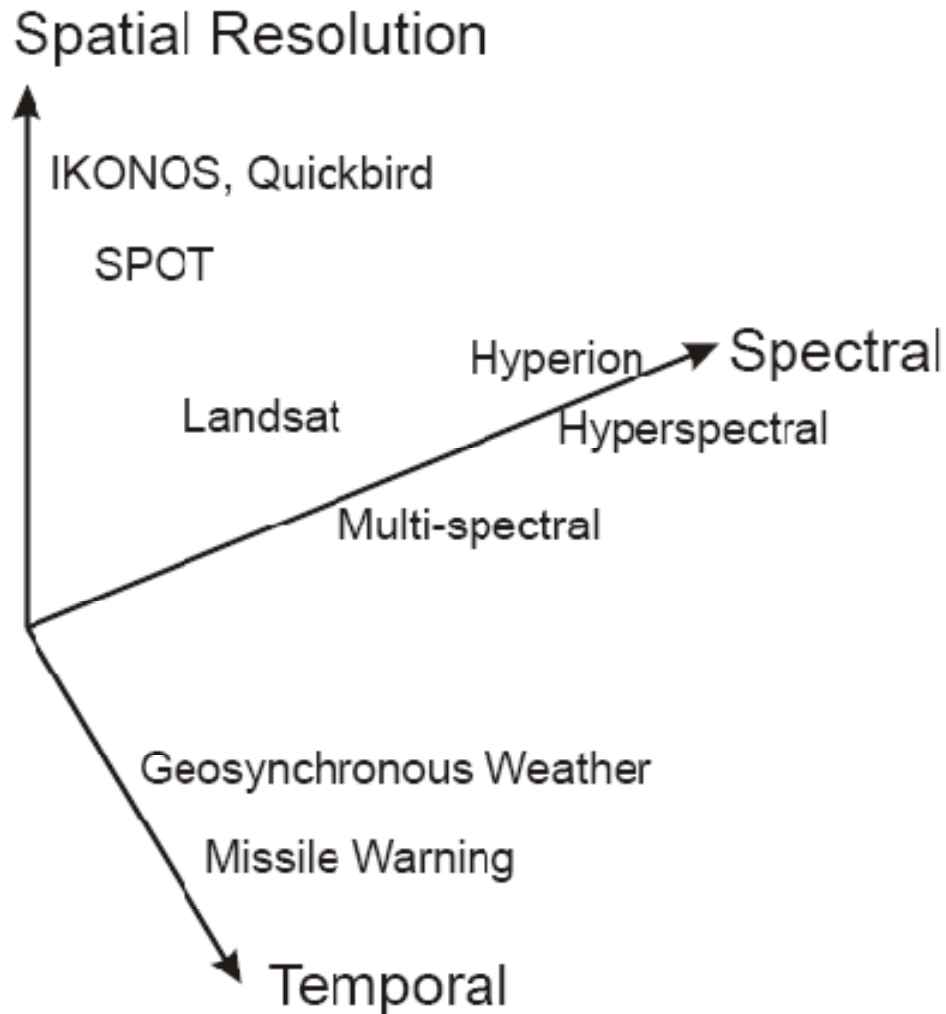 Spatial Resolution
IKONOS, Quickbird
SPOT
Hyperion
Spectral
Landsat
Hyperspectral
Multi-spectral
Geosynchronous Weather
Missile Warning
Temporal